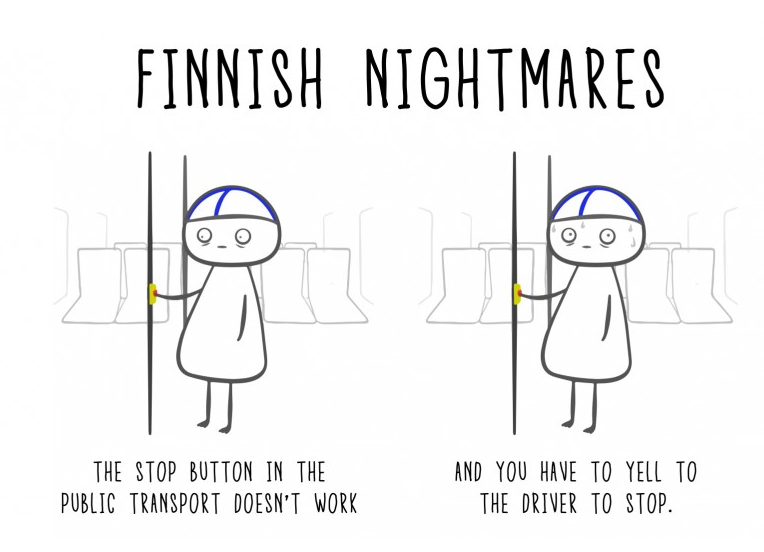 FINNISH NIGHTMARES
THE STOP BUTTON IN THE
PUBLIC TRANSPORT DOESN'T WORK
AND YOU HAVE TO YELL TO
THE DRIVER TO STOP.